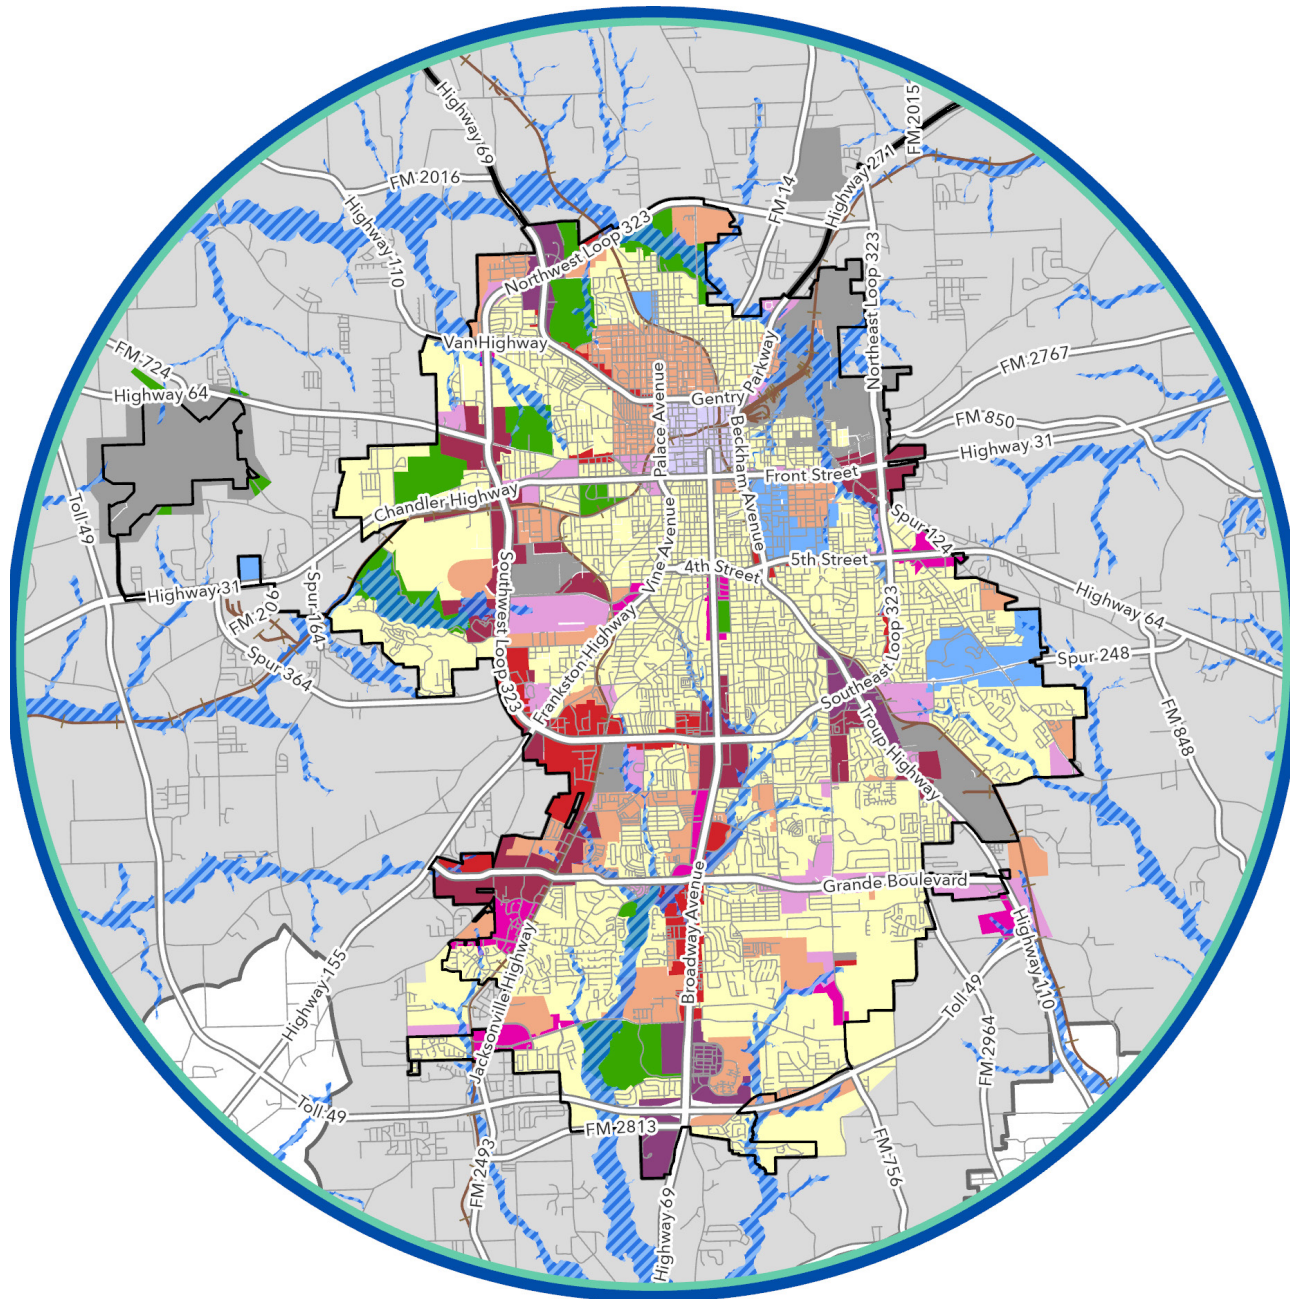 Highway 69
FM 2015
FM 2016
FM 14
Highway 271
Highway 110
Northwest Loop 323
Northeast Loop 323
Van Highway
FM 724
Highway 64
FM 2767
Gentry Parkway
Palace Avenue
Beckham Avenue
FM 850
Highway 31
Front Street
Chandler Highway
Toll 49
Spur 124
Vine Avenue
4th Street
5th Street
Southwest Loop 323
Highway 31
FM 209
Spur 164
Spur 364
Highway 64
Frankston Highway
Southeast Loop 323
Spur 248
Troup Highway
FM 848
Grande Boulevard
Broadway Avenue
Highway 155
Jacksonville Highway
Highway 110
Toll 49
FM 2964
Toll 49
FM 2813
FM 2493
FM 756
Highway 69